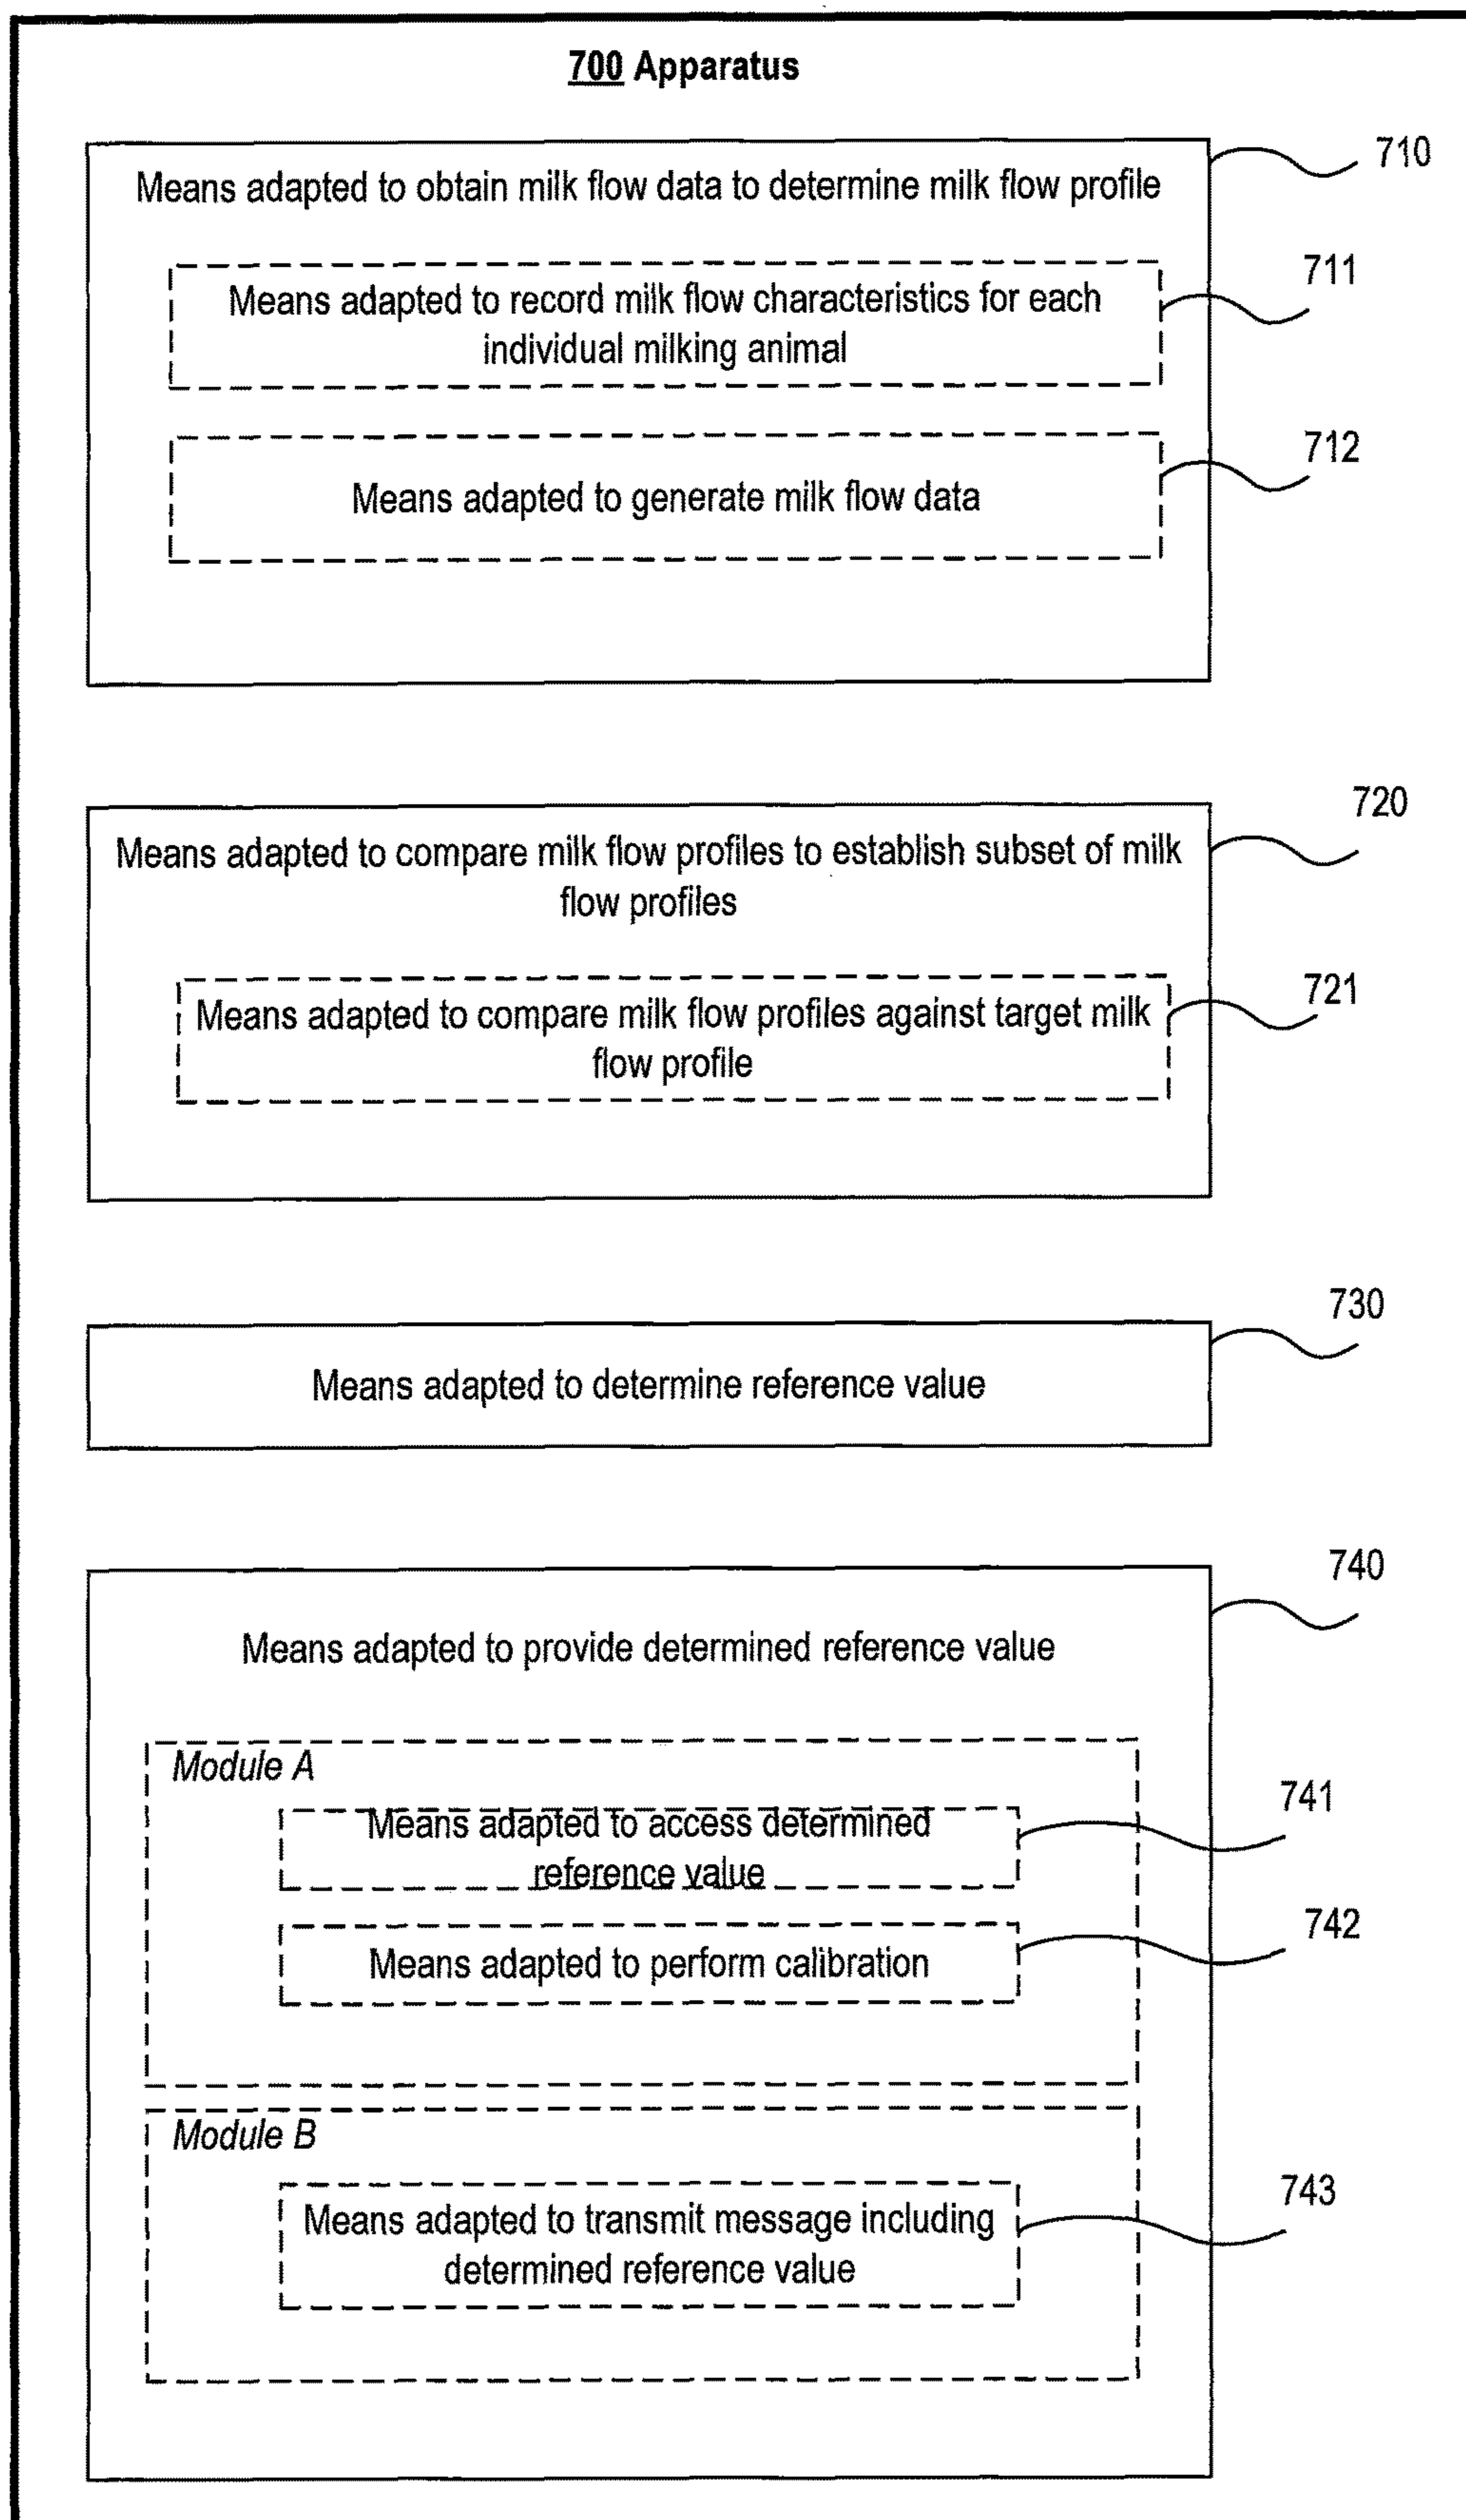 700 Apparatus
710
Means adapted to obtain milk flow data to determine milk flow profile
711
Means adapted to record milk flow characteristics for each
individual milking animal
712
Means adapted to generate milk flow data
720
Means adapted to compare milk flow profiles to establish subset of milk
flow profiles
721
Means adapted to compare milk flow profiles against target milk
flow profile
730
Means adapted to determine reference value
740
Means adapted to provide determined reference value
Module A
741
Means adapted to access determined
reference value
742
Means adapted to perform calibration
Module B
743
Means adapted to transmit message including
determined reference value